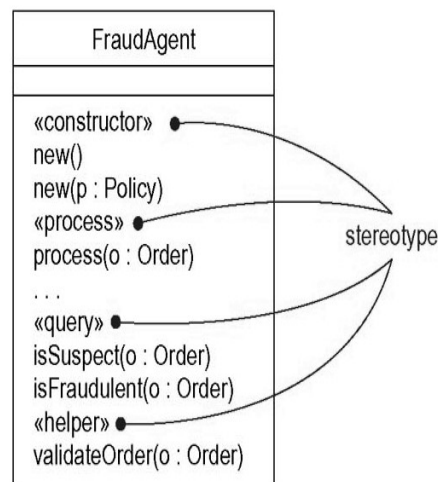 FraudAgent
«constructor»
new()
new(p : Policy)
«process»
process(o : Order)
. . .
«query»
isSuspect(o : Order)
isFraudulent(o : Order)
«helper»
validateOrder(o : Order)
stereotype